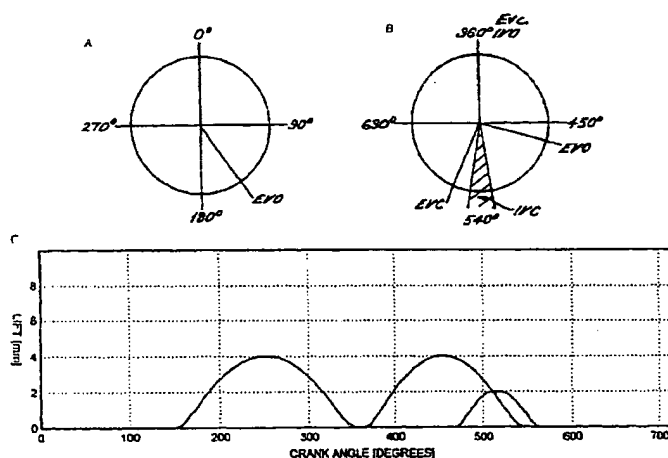 A
0°
270°
90°
EVO
180°
B
EVC.
360° IVO
630°
450°
EVO
EVC
IVC
540°
C
LIFT [mm]
8
6
4
2
0
0 100 200 300 400 500 600 700
CRANK ANGLE [DEGREES]